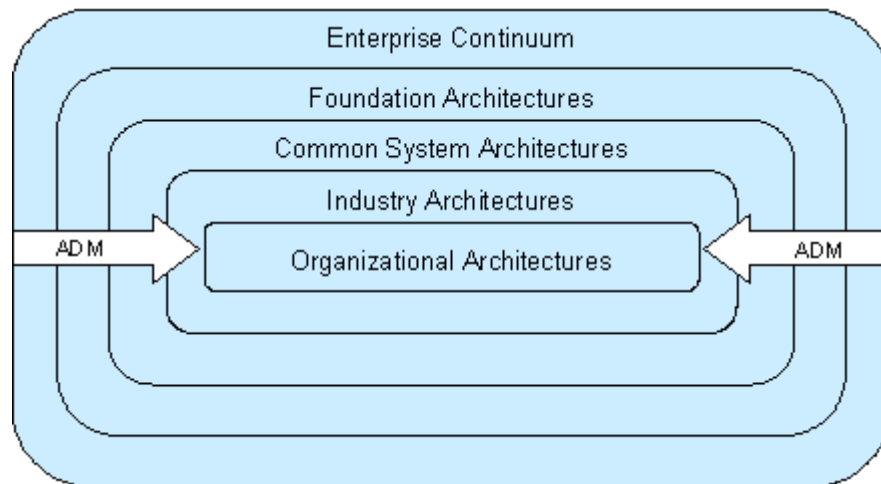 Enterprise Continuum
Foundation Architectures
Common System Architectures
Industry Architectures
ADM
Organizational Architectures
ADM